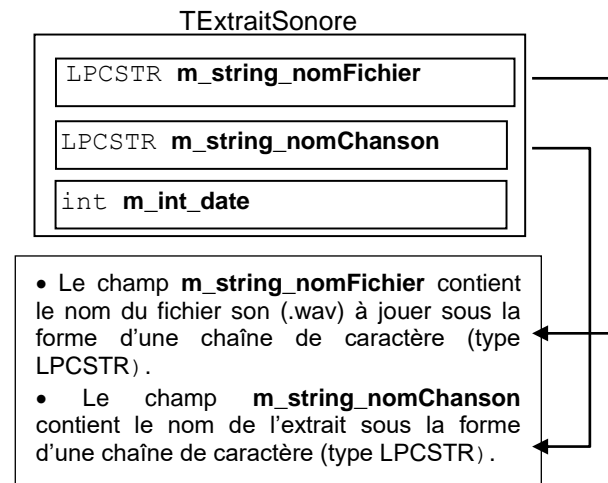 TExtraitSonore
LPCSTR m_string_nomFichier
LPCSTR m_string_nomChanson
int m_int_date
• Le champ m_string_nomFichier contient
le nom du fichier son (.wav) à jouer sous la
forme d'une chaîne de caractère (type
LPCSTR).
• Le champ m_string_nomChanson
contient le nom de l'extrait sous la forme
d'une chaîne de caractère (type LPCSTR).